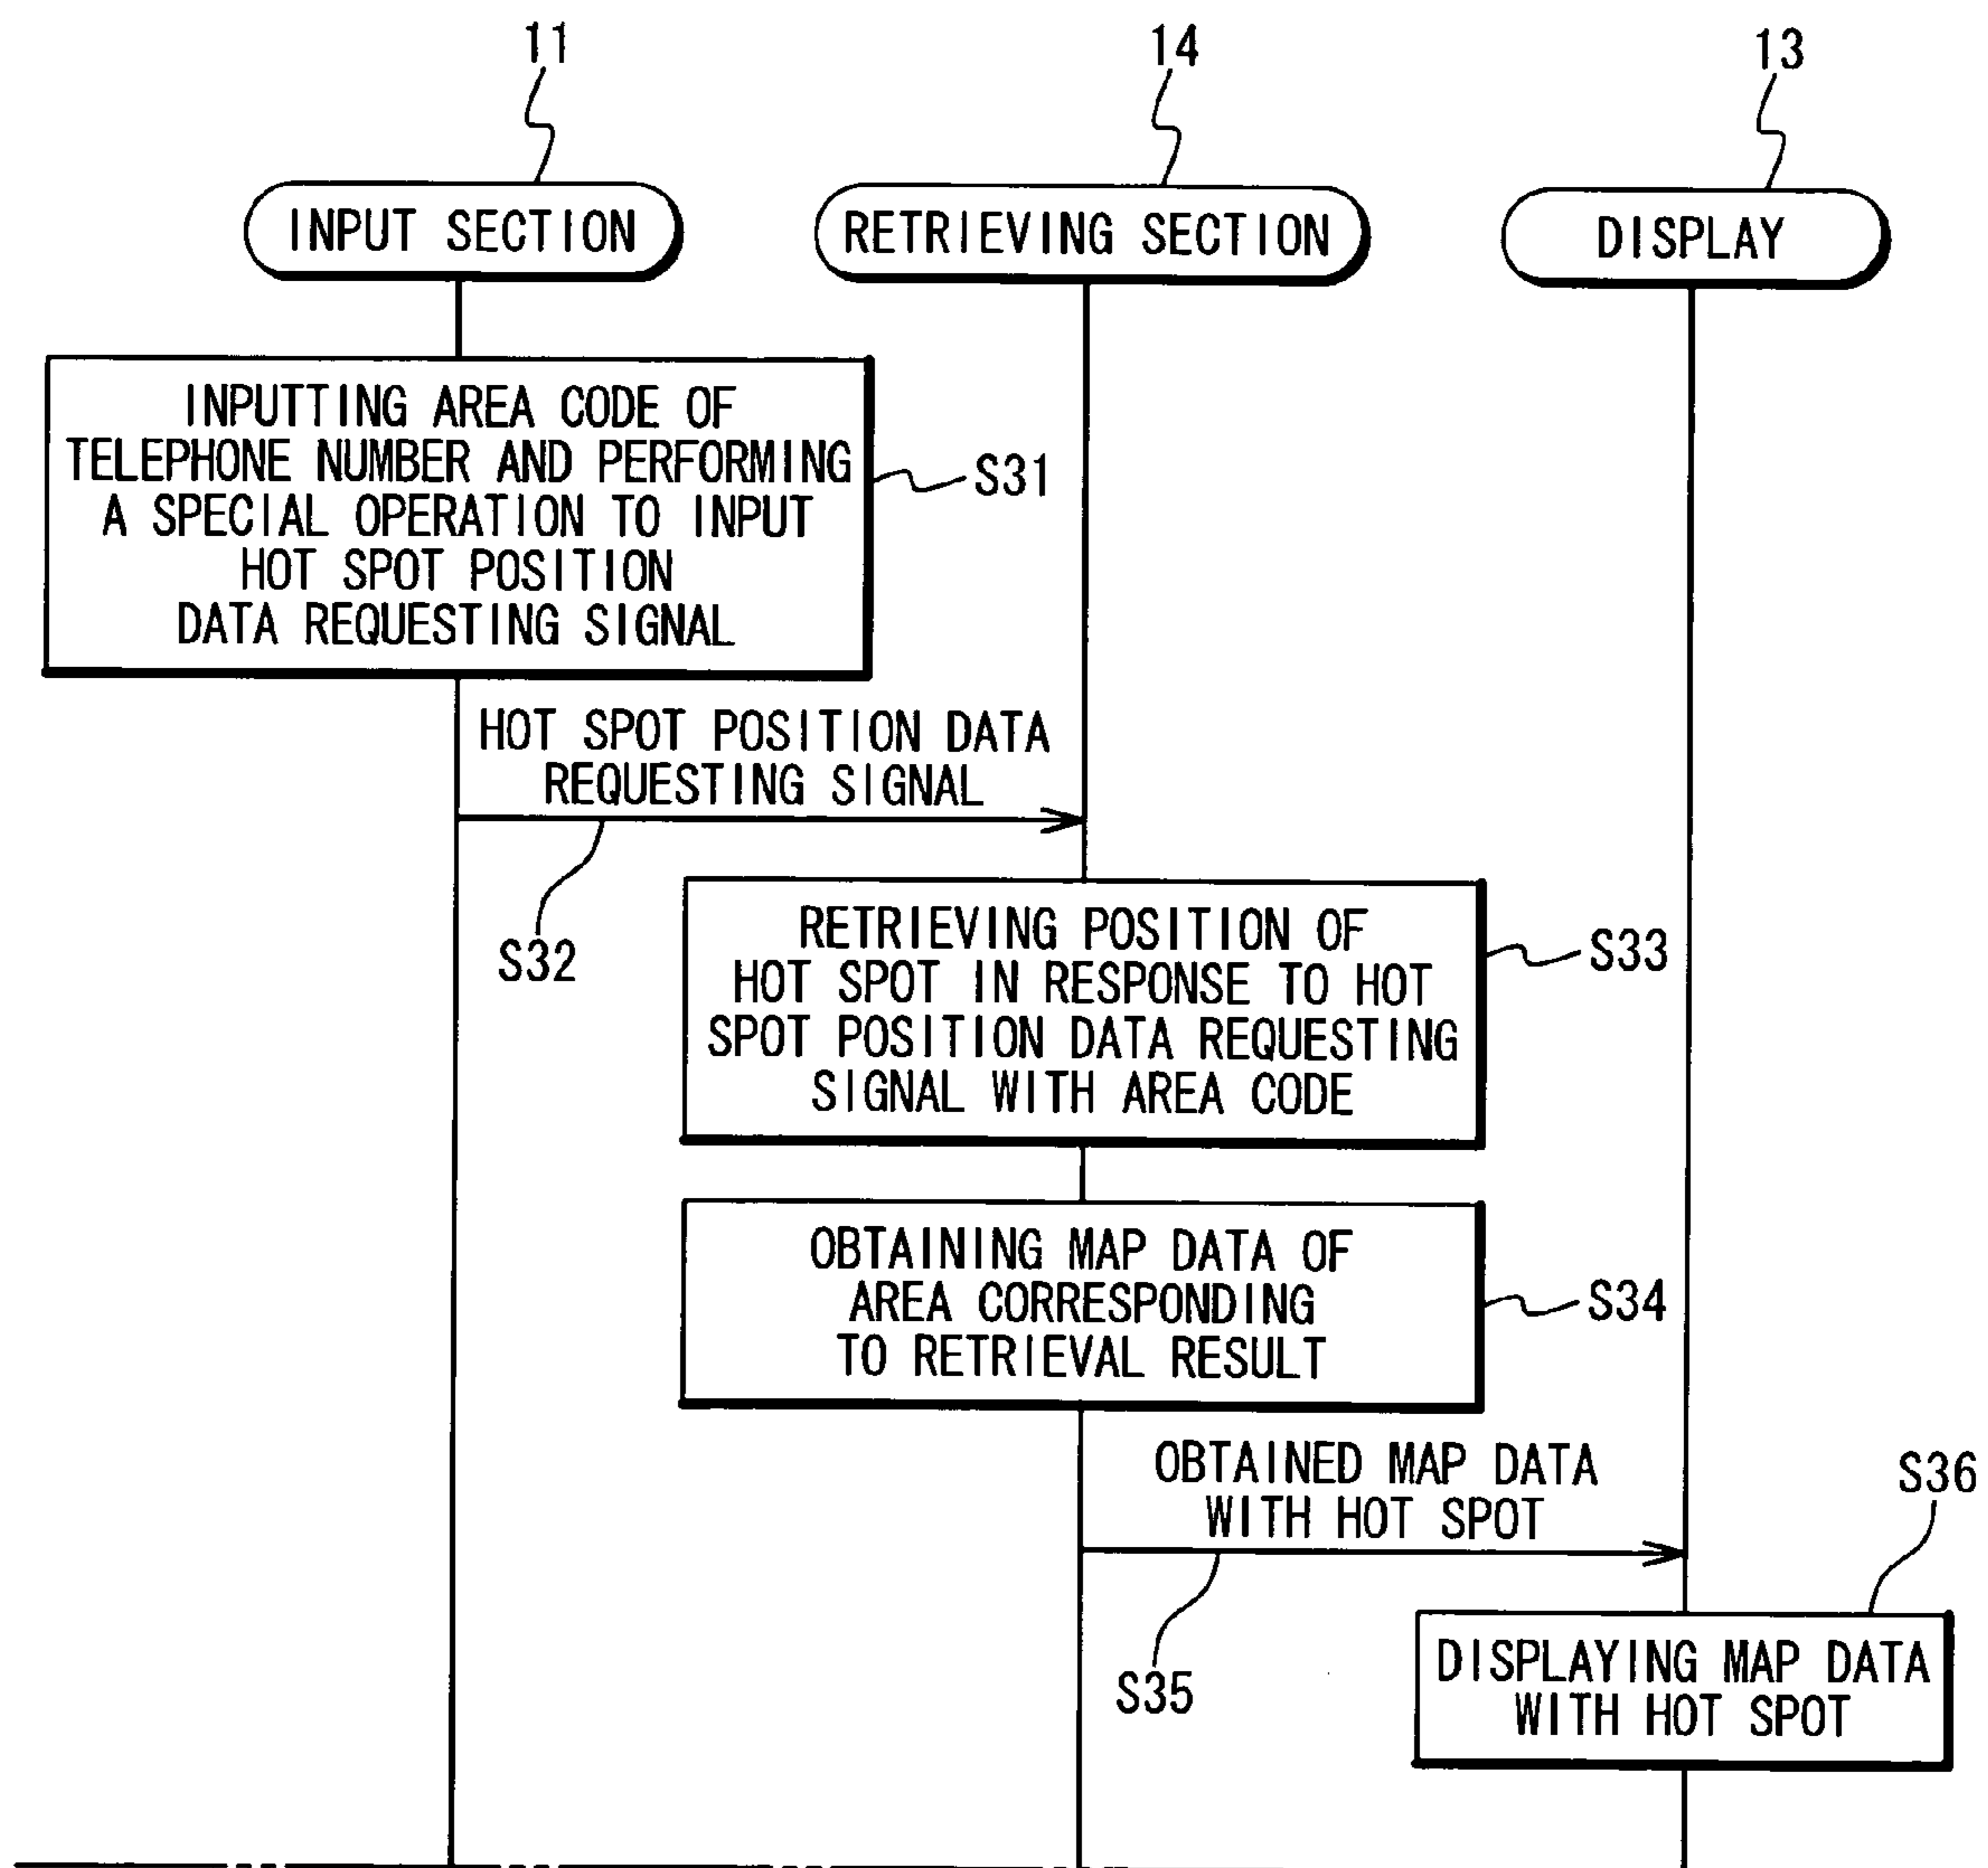 11
14
13
INPUT SECTION
RETRIEVING SECTION
DISPLAY
INPUTTING AREA CODE OF
TELEPHONE NUMBER AND PERFORMING
A SPECIAL OPERATION TO INPUT
HOT SPOT POSITION
DATA REQUESTING SIGNAL
S31
HOT SPOT POSITION DATA
REQUESTING SIGNAL
S32
RETRIEVING POSITION OF
HOT SPOT IN RESPONSE TO HOT
SPOT POSITION DATA REQUESTING
SIGNAL WITH AREA CODE
S33
OBTAINING MAP DATA OF
AREA CORRESPONDING
TO RETRIEVAL RESULT
S34
OBTAINED MAP DATA
WITH HOT SPOT
S35
S36
DISPLAYING MAP DATA
WITH HOT SPOT